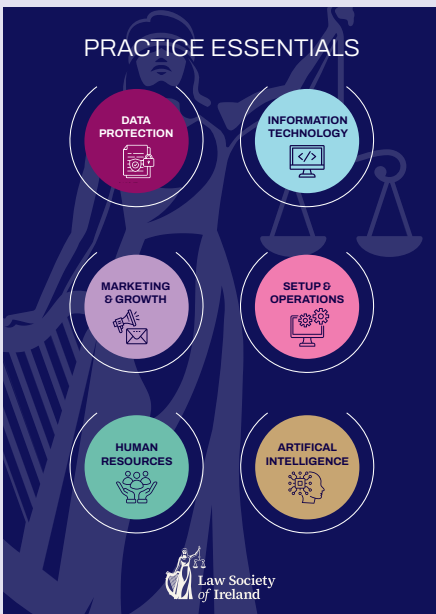 PRACTICE ESSENTIALS
DATA
PROTECTION
INFORMATION
TECHNOLOGY
</>
MARKETING
& GROWTH
SETUP &
OPERATIONS
HUMAN
RESOURCES
ARTIFICAL
INTELLIGENCE
Law Society
of Ireland